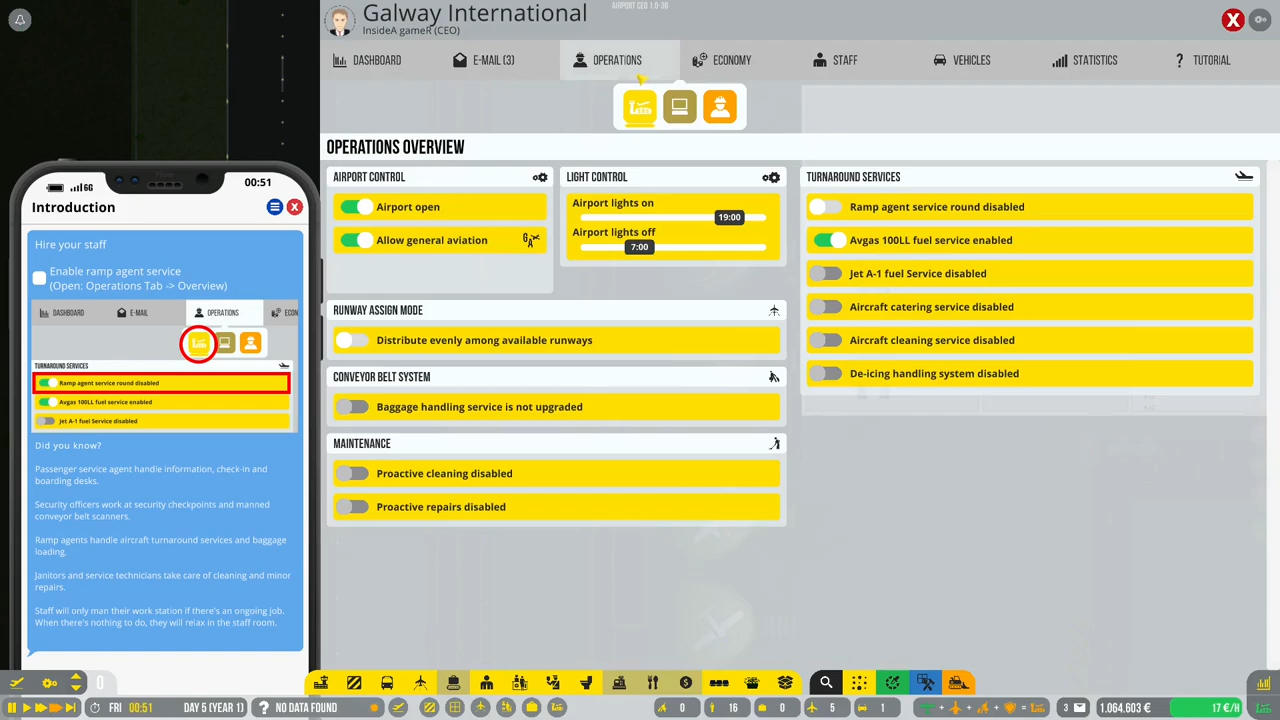 AIRPORT CEO 1.0-36
Galway International
InsideA gameR (CEO)
DASHBOARD
E-MAIL (3)
OPERATIONS
ECONOMY
STAFF
VEHICLES
STATISTICS
? TUTORIAL
OPERATIONS OVERVIEW
AIRPORT CONTROL
Airport open
Allow general aviation
GA
LIGHT CONTROL
Airport lights on
19:00
Airport lights off
7:00
RUNWAY ASSIGN MODE
Distribute evenly among available runways
CONVEYOR BELT SYSTEM
Baggage handling service is not upgraded
MAINTENANCE
Proactive cleaning disabled
Proactive repairs disabled
TURNAROUND SERVICES
Ramp agent service round disabled
Avgas 100LL fuel service enabled
Jet A-1 fuel Service disabled
Aircraft catering service disabled
Aircraft cleaning service disabled
De-icing handling system disabled
6G
00:51
Introduction
Hire your staff
Enable ramp agent service
(Open: Operations Tab -> Overview)
DASHBOARD
E-MAIL
OPERATIONS
ECON
TURNAROUND SERVICES
Ramp agent service round disabled
Avgas 100LL fuel service enabled
Jet A-1 fuel Service disabled
Did you know?
Passenger service agent handle information, check-in and
boarding desks.
Security officers work at security checkpoints and manned
conveyor belt scanners.
Ramp agents handle aircraft turnaround services and baggage
loading.
Janitors and service technicians take care of cleaning and minor
repairs.
Staff will only man their work station if there's an ongoing job.
When there's nothing to do, they will relax in the staff room.
0
FRI 00:51 DAY 5 (YEAR 1)
? NO DATA FOUND
0
16
0
5
1
3
1.064.603 €
17 €/H